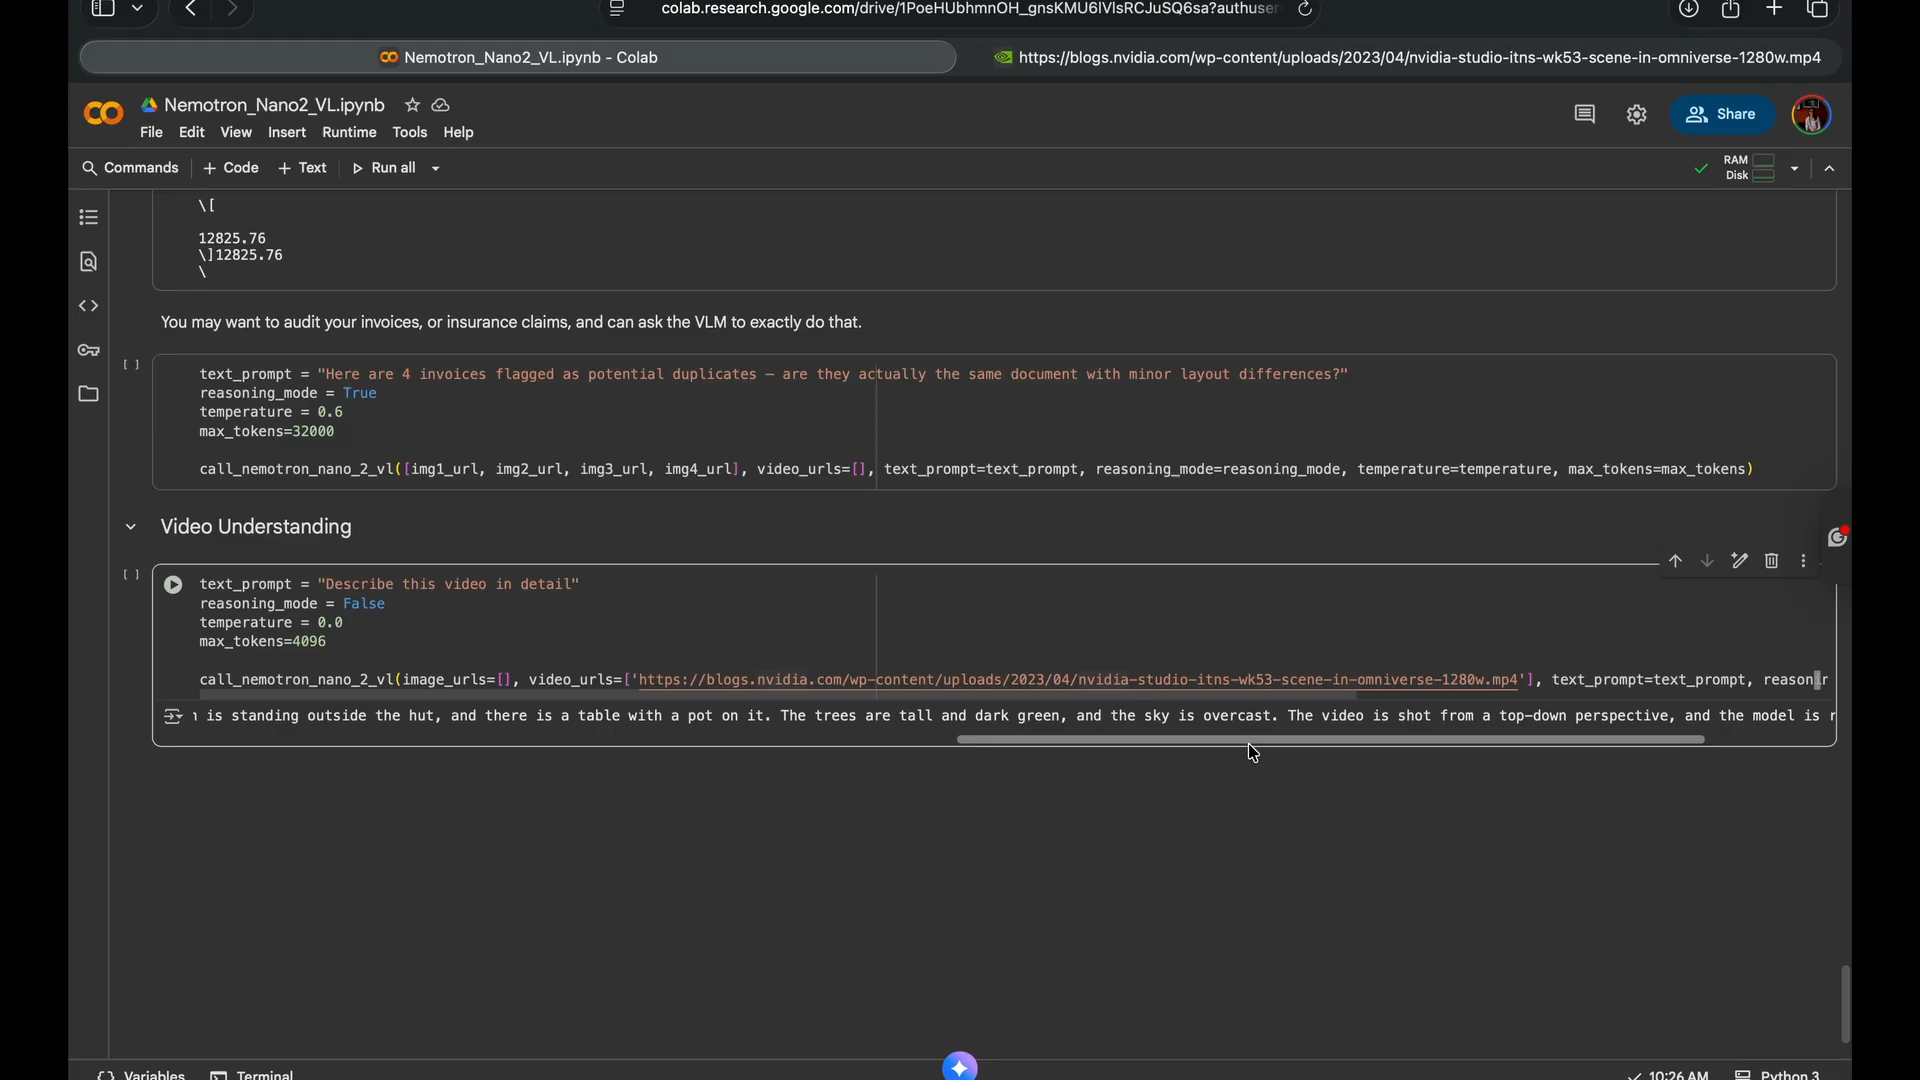 colab.research.google.com/drive/1PoeHUbhmnOH_gnsKMU6lVlsRCJuSQ6sa?authuser
Nemotron_Nano2_VL.ipynb - Colab
https://blogs.nvidia.com/wp-content/uploads/2023/04/nvidia-studio-itns-wk53-scene-in-omniverse-1280w.mp4
Nemotron_Nano2_VL.ipynb
File Edit View Insert Runtime Tools Help
Share
Commands + Code + Text Run all
RAM
Disk
\[
12825.76
\]12825.76
\
You may want to audit your invoices, or insurance claims, and can ask the VLM to exactly do that.
[ ]
text_prompt = "Here are 4 invoices flagged as potential duplicates — are they actually the same document with minor layout differences?"
reasoning_mode = True
temperature = 0.6
max_tokens=32000
call_nemotron_nano_2_vl([img1_url, img2_url, img3_url, img4_url], video_urls=[], text_prompt=text_prompt, reasoning_mode=reasoning_mode, temperature=temperature, max_tokens=max_tokens)
Video Understanding
[ ]
text_prompt = "Describe this video in detail"
reasoning_mode = False
temperature = 0.0
max_tokens=4096
call_nemotron_nano_2_vl(image_urls=[], video_urls=['https://blogs.nvidia.com/wp-content/uploads/2023/04/nvidia-studio-itns-wk53-scene-in-omniverse-1280w.mp4'], text_prompt=text_prompt, reasonir
is standing outside the hut, and there is a table with a pot on it. The trees are tall and dark green, and the sky is overcast. The video is shot from a top-down perspective, and the model is r
Variables Terminal
10:26 AM Python 3